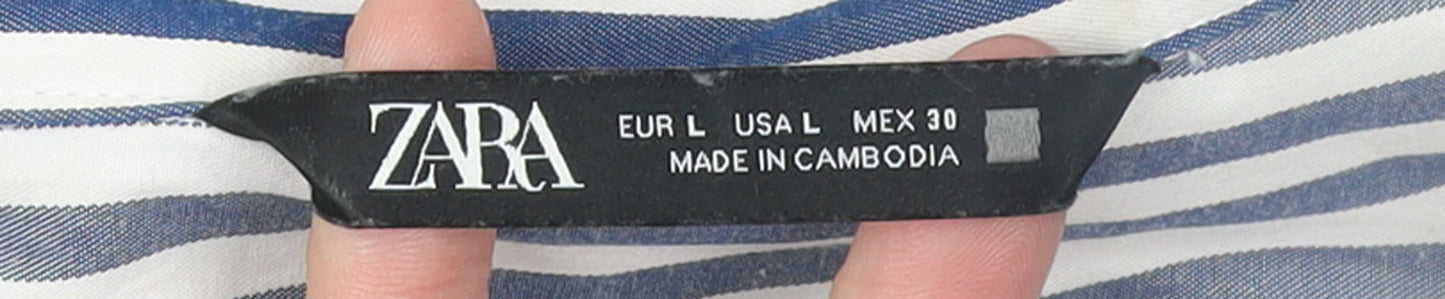 ZARA
EUR L USA L MEX 30
MADE IN CAMBODIA